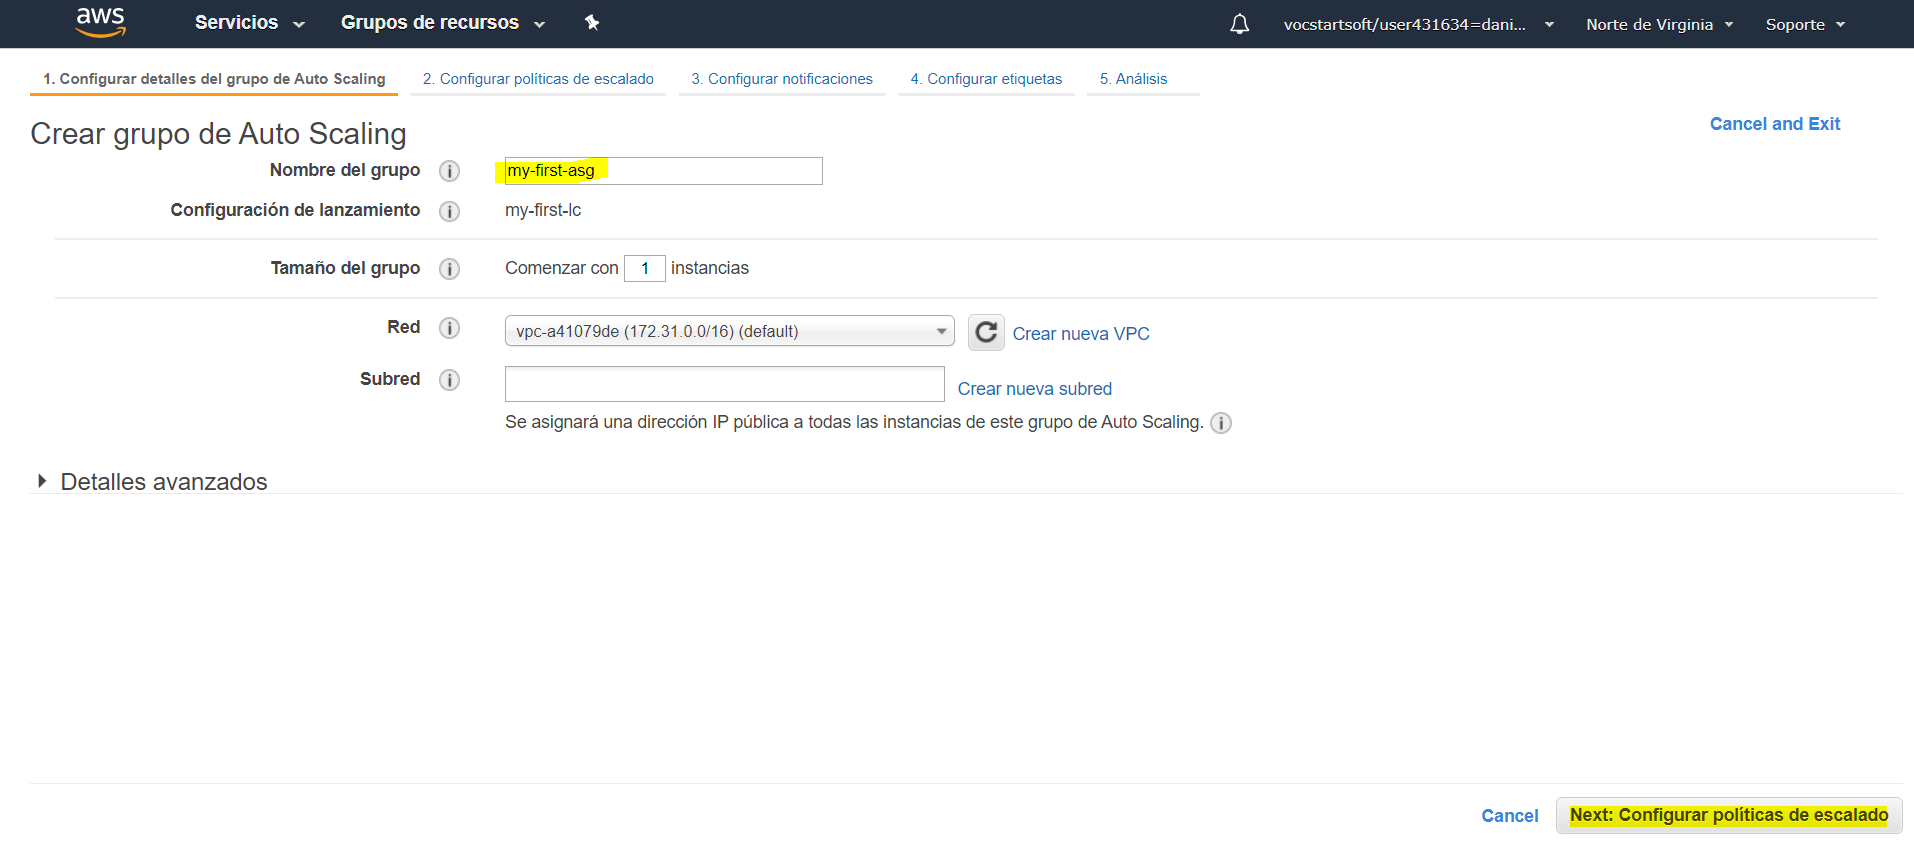 aws Servicios Grupos de recursos vocstartsoft/user431634=dani... Norte de Virginia Soporte
1. Configurar detalles del grupo de Auto Scaling 2. Configurar políticas de escalado 3. Configurar notificaciones 4. Configurar etiquetas 5. Análisis
Crear grupo de Auto Scaling Cancel and Exit
Nombre del grupo i my-first-asg
Configuración de lanzamiento i my-first-lc
Tamaño del grupo i Comenzar con 1 instancias
Red i vpc-a41079de (172.31.0.0/16) (default) Crear nueva VPC
Subred i Crear nueva subred
Se asignará una dirección IP pública a todas las instancias de este grupo de Auto Scaling. i
Detalles avanzados
Cancel Next: Configurar políticas de escalado